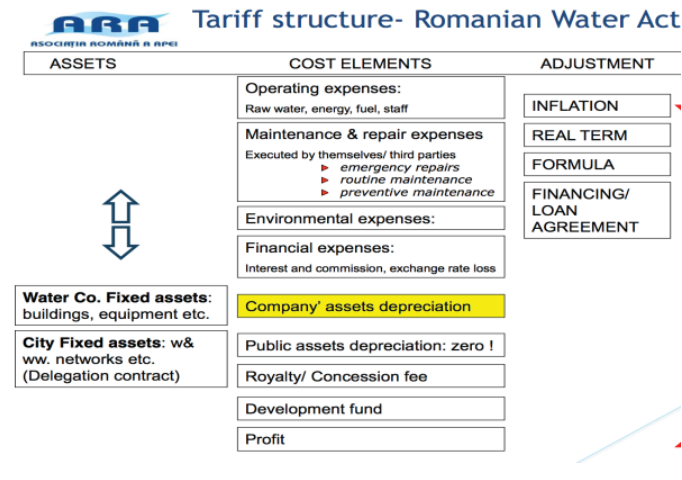 ARA
ASOCIAȚIA ROMÂNĂ A APEI
Tariff structure- Romanian Water Act
ASSETS
COST ELEMENTS
ADJUSTMENT
Operating expenses:
Raw water, energy, fuel, staff
Maintenance & repair expenses
Executed by themselves/ third parties
emergency repairs
routine maintenance
preventive maintenance
Environmental expenses:
Financial expenses:
Interest and commission, exchange rate loss
INFLATION
REAL TERM
FORMULA
FINANCING/
LOAN
AGREEMENT
Water Co. Fixed assets:
buildings, equipment etc.
Company' assets depreciation
City Fixed assets: w&
ww. networks etc.
(Delegation contract)
Public assets depreciation: zero !
Royalty/ Concession fee
Development fund
Profit